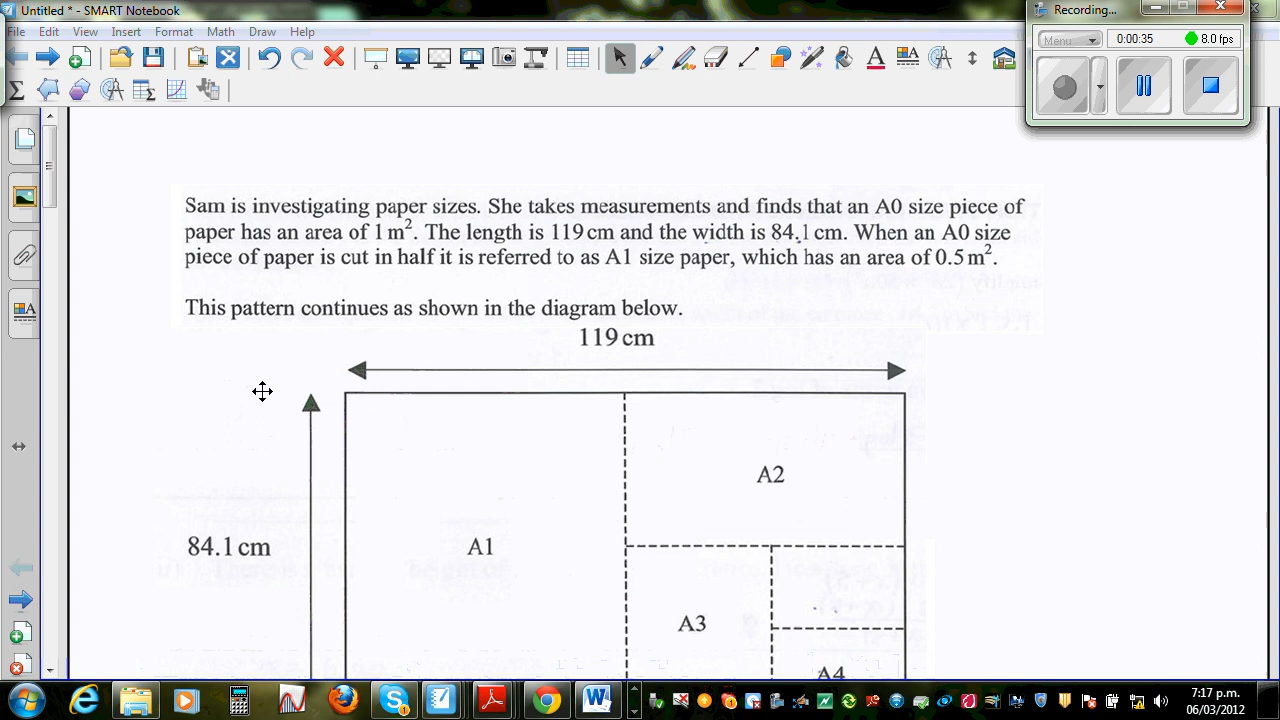 Untitled * - SMART Notebook
Recording...
File Edit View Insert Format Math Draw Help
Menu 0:00:35 8.0 fps
Sam is investigating paper sizes. She takes measurements and finds that an A0 size piece of
paper has an area of 1 m². The length is 119 cm and the width is 84.1 cm. When an A0 size
piece of paper is cut in half it is referred to as A1 size paper, which has an area of 0.5 m².
This pattern continues as shown in the diagram below.
119 cm
A2
84.1 cm
A1
A3
A4
7:17 p.m.
06/03/2012